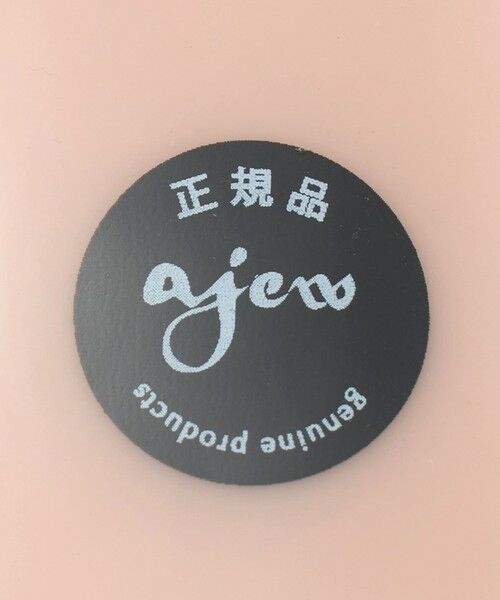 正規品
ajew
genuine products